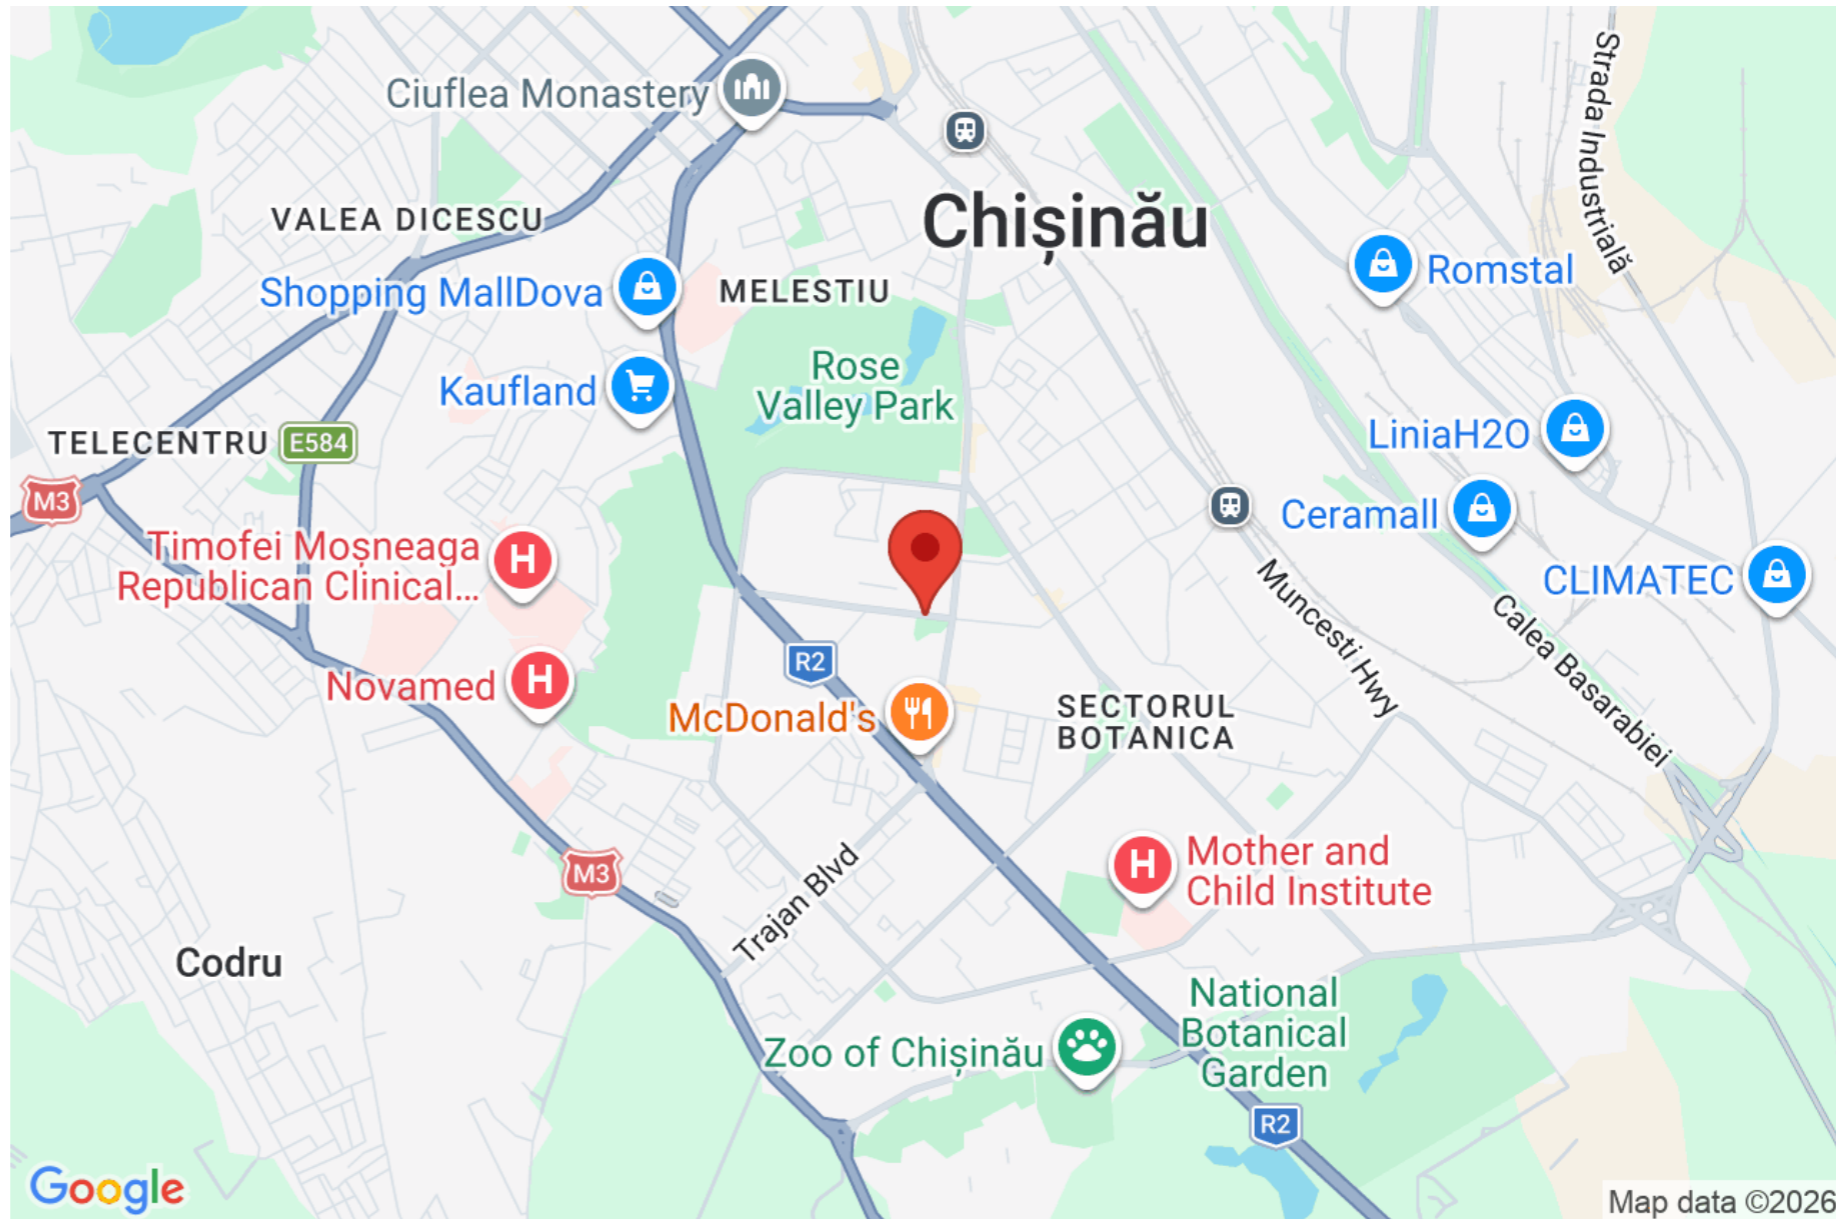 Ciuflea Monastery
Strada Industrială
Chișinău
VALEA DICESCU
Shopping MallDova
MELESTIU
Romstal
Rose
Valley Park
Kaufland
TELECENTRU
E584
LiniaH2O
M3
Ceramall
Timofei Moșneaga
Republican Clinical...
H
CLIMATEC
Muncesti Hwy
Calea Basarabiei
R2
Novamed
H
McDonald's
SECTORUL
BOTANICA
M3
H
Mother and
Child Institute
Trajan Blvd
Codru
National
Botanical
Garden
Zoo of Chișinău
R2
Google
Map data ©2026